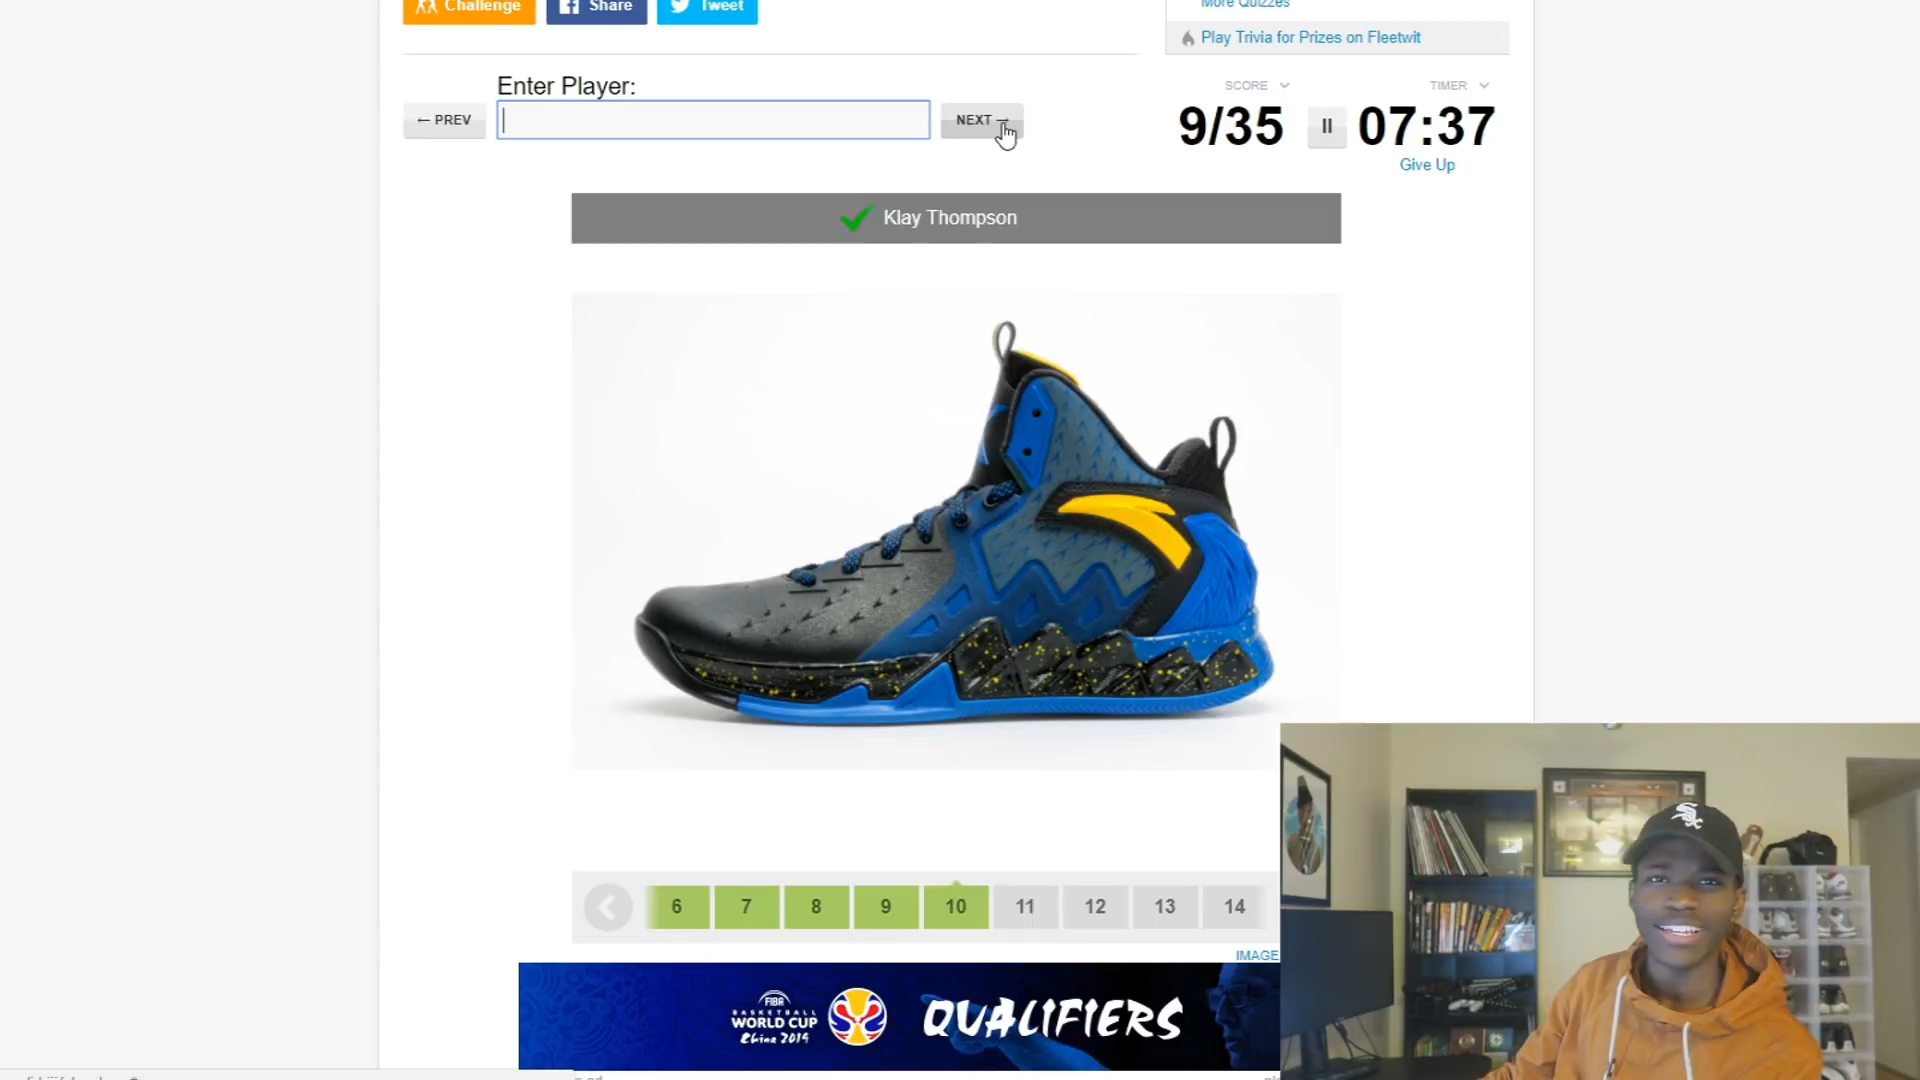 Challenge
Share
Tweet
More Quizzes
Play Trivia for Prizes on Fleetwit
Enter Player:
← PREV
NEXT →
SCORE
TIMER
9/35
07:37
Give Up
Klay Thompson
6
7
8
9
10
11
12
13
14
IMAGE
FIBA
BASKETBALL
WORLD CUP
China 2019
QUALIFIERS